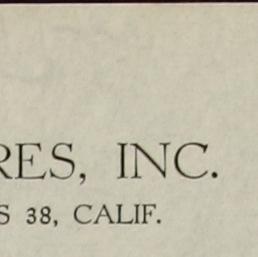 RES, INC.
S 38, CALIF.